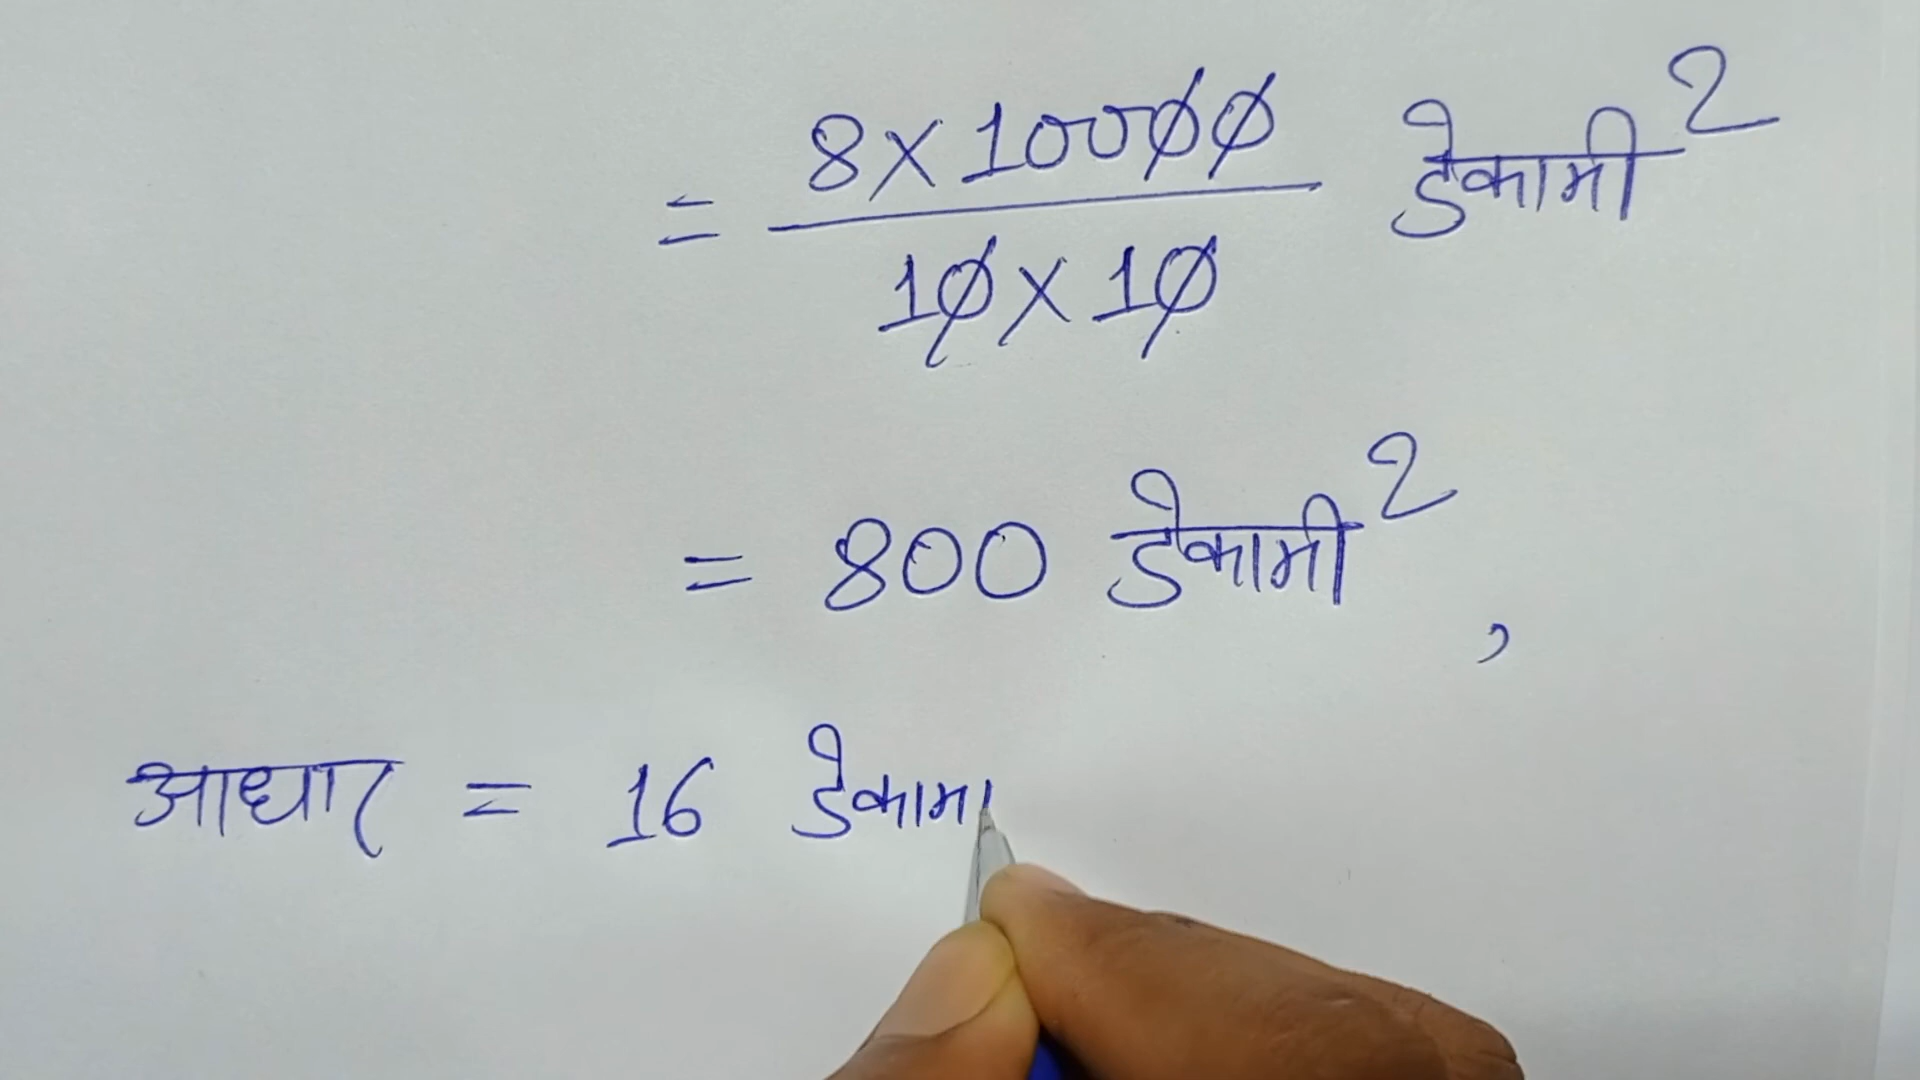 = 8 × 10000 / 10 × 10 डेकामी²
= 800 डेकामी²,
आधार = 16 डेकामा